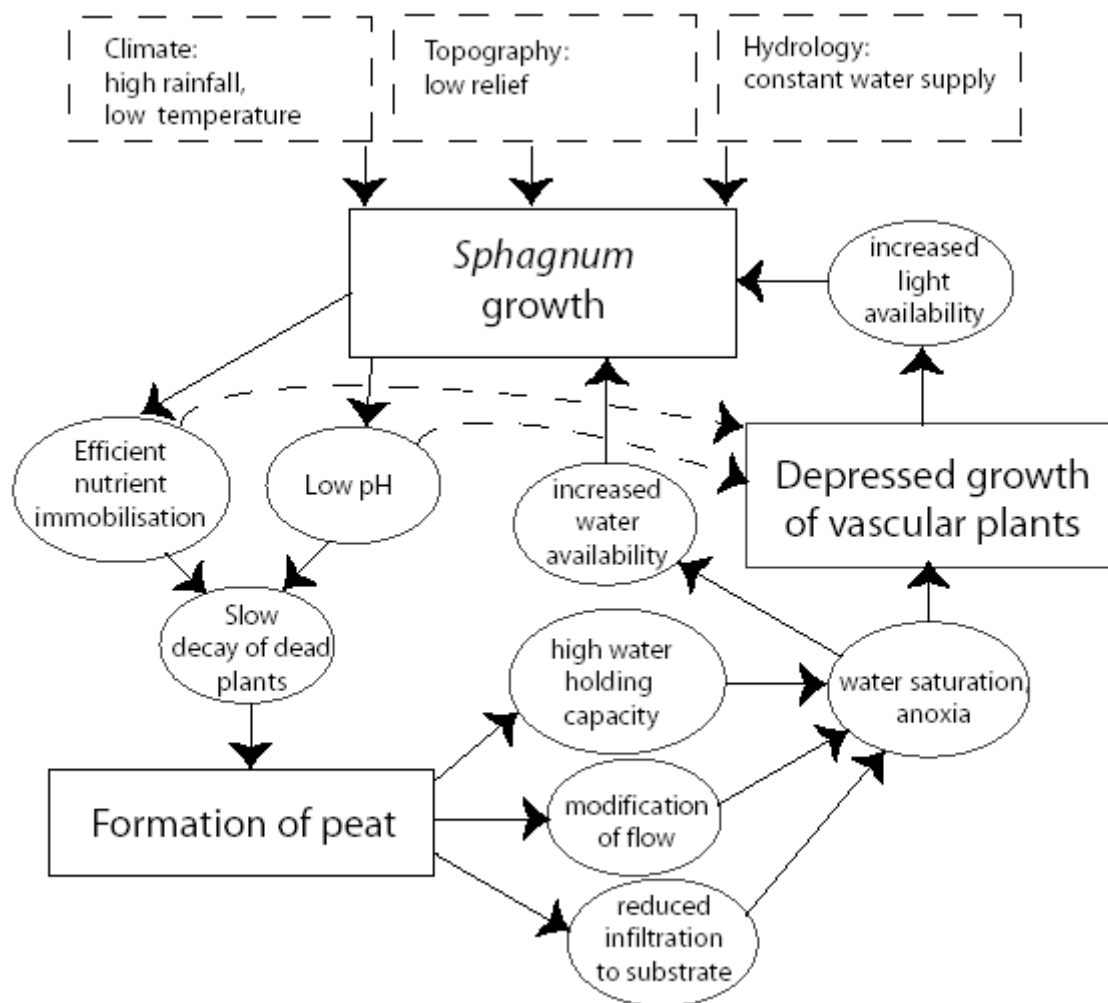 Climate:
high rainfall,
low temperature
Topography:
low relief
Hydrology:
constant water supply
Sphagnum
growth
increased
light
availability
Efficient
nutrient
immobilisation
Low pH
increased
water
availability
Depressed growth
of vascular plants
Slow
decay of dead
plants
high water
holding
capacity
water saturation,
anoxia
Formation of peat
modification
of flow
reduced
infiltration
to substrate